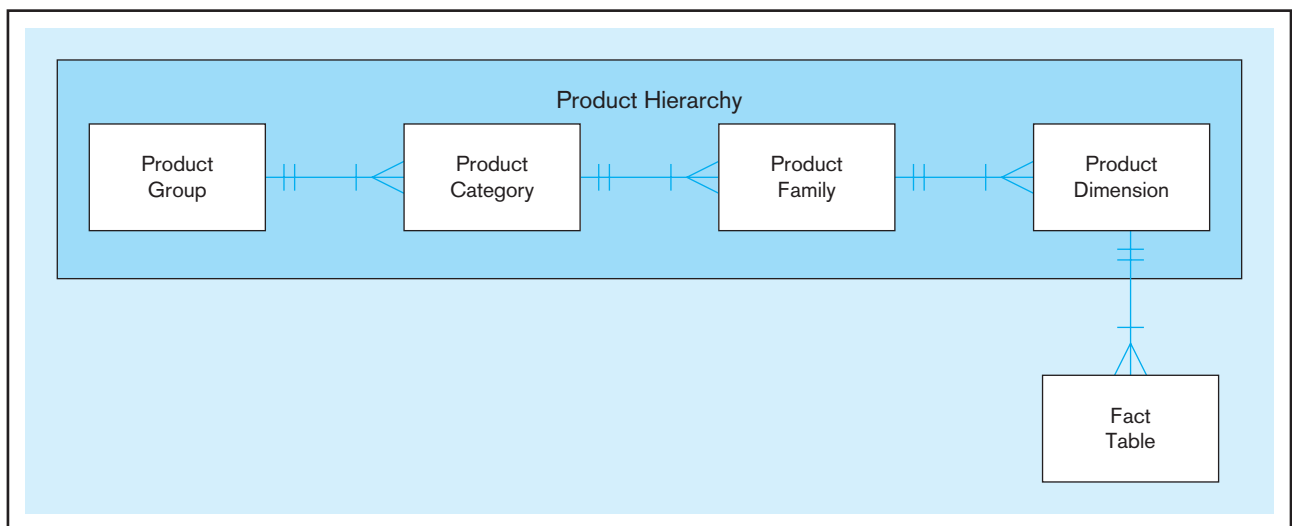 Product Hierarchy
Product
Group
Product
Category
Product
Family
Product
Dimension
Fact
Table